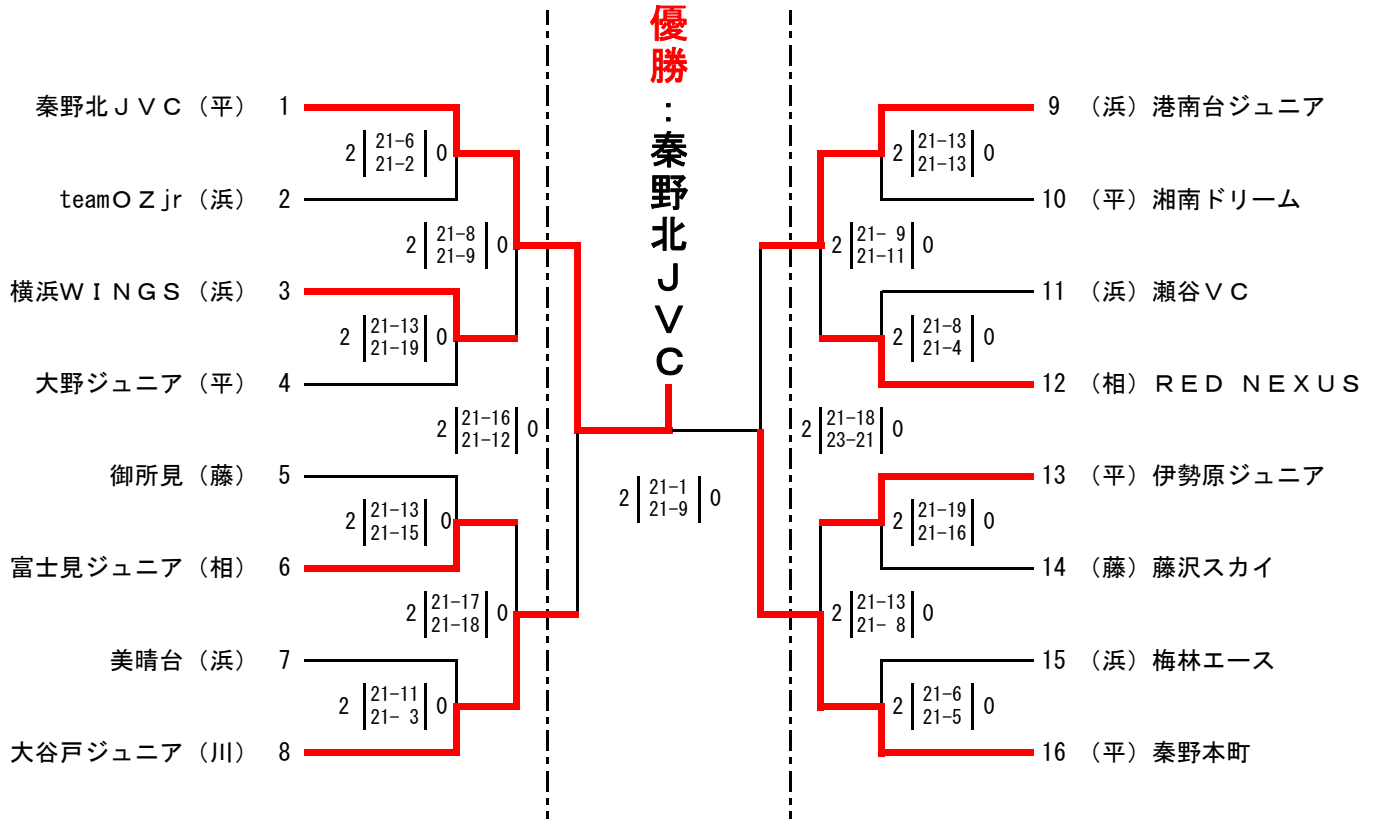 優勝：秦野北ＪＶＣ
秦野北ＪＶＣ（平） 1
2 21-6 0
21-2
teamＯＺjr（浜） 2
2 21-8 0
21-9
横浜ＷＩＮＧＳ（浜） 3
2 21-13 0
21-19
大野ジュニア（平） 4
2 21-16 0
21-12
御所見（藤） 5
2 21-13 0
21-15
富士見ジュニア（相） 6
2 21-17 0
21-18
美晴台（浜） 7
2 21-11 0
21- 3
大谷戸ジュニア（川） 8
2 21-1 0
21-9
9 （浜）港南台ジュニア
2 21-13 0
21-13
10 （平）湘南ドリーム
2 21- 9 0
21-11
11 （浜）瀬谷ＶＣ
2 21-8 0
21-4
12 （相）ＲＥＤ ＮＥＸＵＳ
2 21-18 0
23-21
13 （平）伊勢原ジュニア
2 21-19 0
21-16
14 （藤）藤沢スカイ
2 21-13 0
21- 8
15 （浜）梅林エース
2 21-6 0
21-5
16 （平）秦野本町